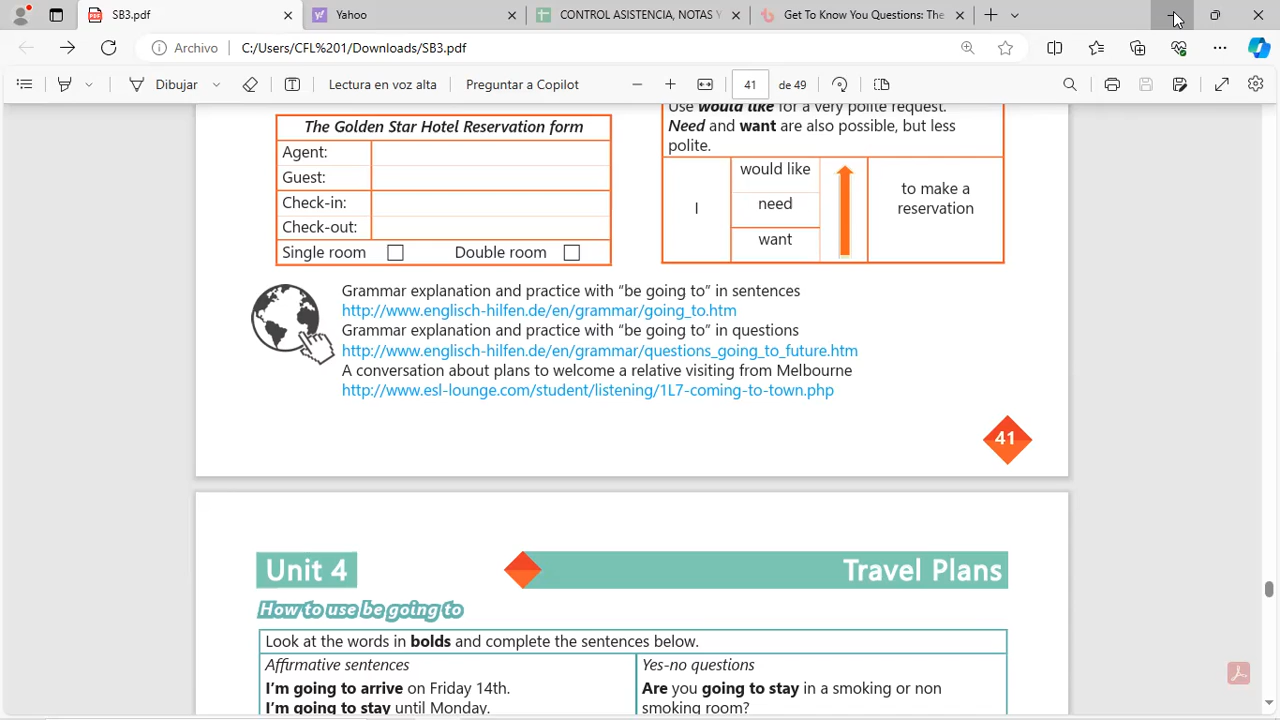 SB3.pdf
Yahoo
CONTROL ASISTENCIA, NOTAS Y
Get To Know You Questions: The
Archivo
C:/Users/CFL%201/Downloads/SB3.pdf
Dibujar
Lectura en voz alta
Preguntar a Copilot
41
de 49
The Golden Star Hotel Reservation form
Agent:
Guest:
Check-in:
Check-out:
Single room
Double room
Use would like for a very polite request.
Need and want are also possible, but less
polite.
I
would like
need
want
to make a
reservation
Grammar explanation and practice with “be going to” in sentences
http://www.englisch-hilfen.de/en/grammar/going_to.htm
Grammar explanation and practice with “be going to” in questions
http://www.englisch-hilfen.de/en/grammar/questions_going_to_future.htm
A conversation about plans to welcome a relative visiting from Melbourne
http://www.esl-lounge.com/student/listening/1L7-coming-to-town.php
41
Unit 4
Travel Plans
How to use be going to
Look at the words in bolds and complete the sentences below.
Affirmative sentences
I’m going to arrive on Friday 14th.
I’m going to stay until Monday.
Yes-no questions
Are you going to stay in a smoking or non
smoking room?